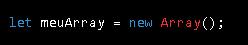 let meuArray = new Array();